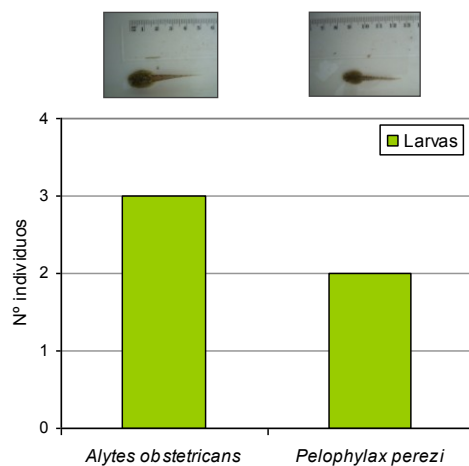 4
Larvas
3
2
1
0
Nº individuos
Alytes obstetricans
Pelophylax perezi